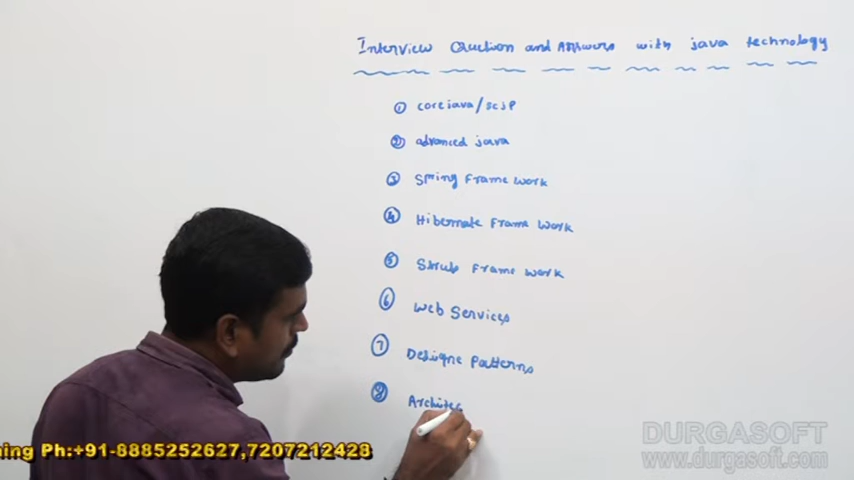 Interview Quection and Answers with java technology
① core java/scjp
② advanced java
③ Spring Frame Work
④ Hibernate Frame Work
⑤ Struts Frame Work
⑥ Web Services
⑦ Designe Patterns
⑧ Architec
ning Ph:+91-8885252627,7207212428
DURGASOFT
www.durgasoft.com